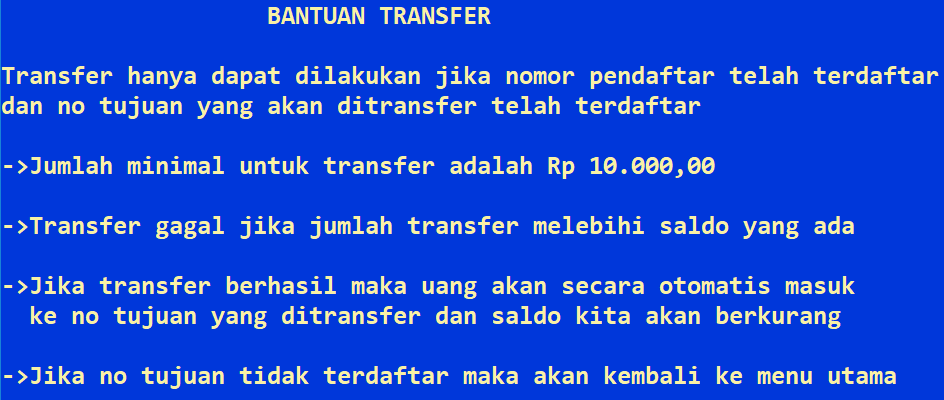 BANTUAN TRANSFER
Transfer hanya dapat dilakukan jika nomor pendaftar telah terdaftar
dan no tujuan yang akan ditransfer telah terdaftar
->Jumlah minimal untuk transfer adalah Rp 10.000,00
->Transfer gagal jika jumlah transfer melebihi saldo yang ada
->Jika transfer berhasil maka uang akan secara otomatis masuk
ke no tujuan yang ditransfer dan saldo kita akan berkurang
->Jika no tujuan tidak terdaftar maka akan kembali ke menu utama